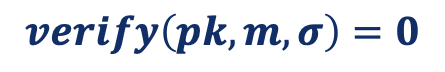 verify(pk, m, σ) = 0